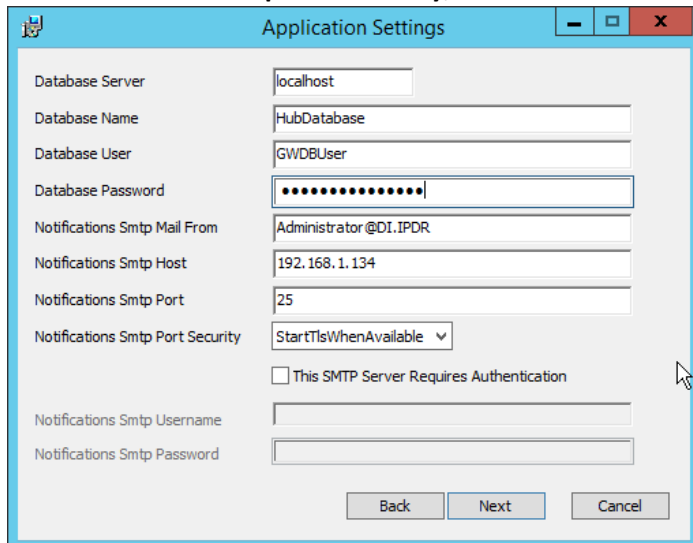 Application Settings
Database Server localhost
Database Name HubDatabase
Database User GWDBUser
Database Password ●●●●●●●●●●●●●●●
Notifications Smtp Mail From Administrator@DI.IPDR
Notifications Smtp Host 192.168.1.134
Notifications Smtp Port 25
Notifications Smtp Port Security StartTlsWhenAvailable
This SMTP Server Requires Authentication
Notifications Smtp Username
Notifications Smtp Password
Back Next Cancel